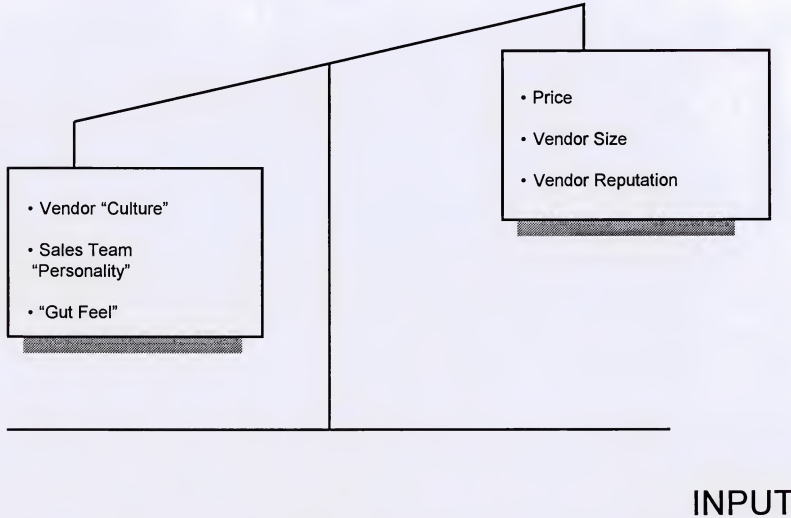 • Price
• Vendor Size
• Vendor Reputation
• Vendor “Culture”
• Sales Team
“Personality”
• “Gut Feel”
INPUT